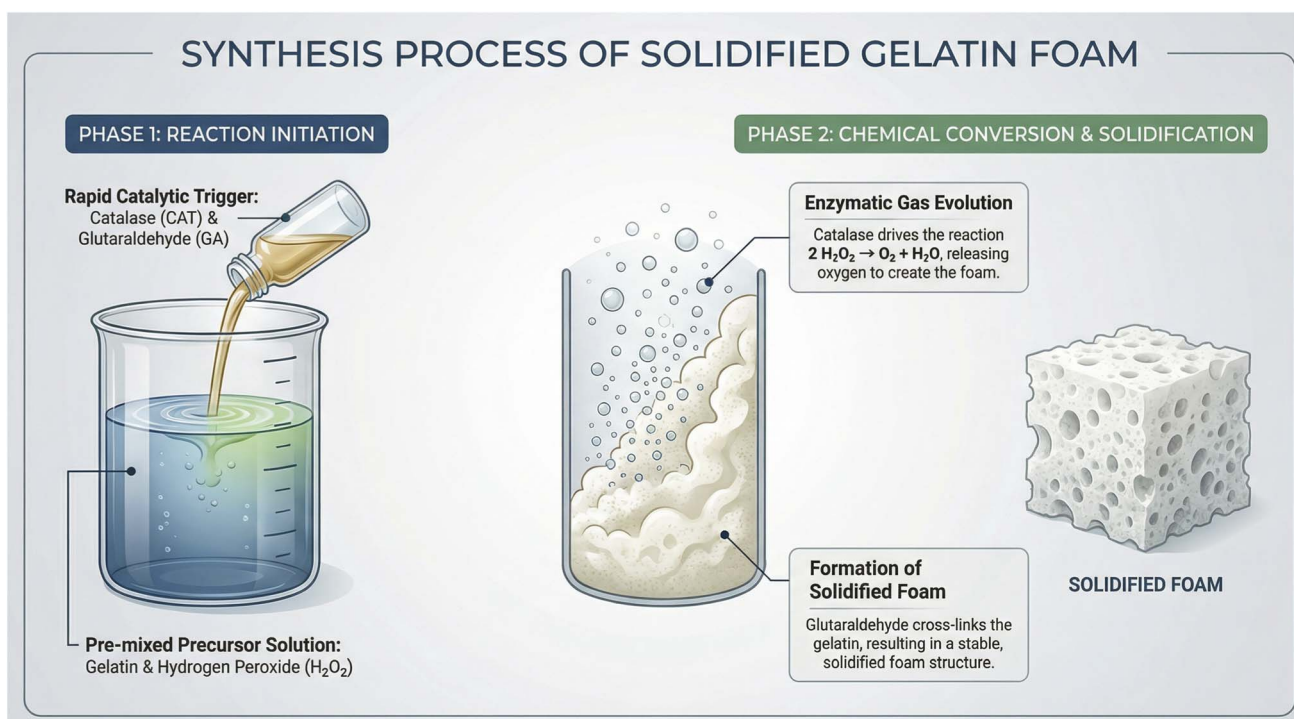 SYNTHESIS PROCESS OF SOLIDIFIED GELATIN FOAM
PHASE 1: REACTION INITIATION
Rapid Catalytic Trigger:
Catalase (CAT) &
Glutaraldehyde (GA)
Pre-mixed Precursor Solution:
Gelatin & Hydrogen Peroxide (H₂O₂)
PHASE 2: CHEMICAL CONVERSION & SOLIDIFICATION
Enzymatic Gas Evolution
Catalase drives the reaction
2 H₂O₂ → O₂ + H₂O, releasing
oxygen to create the foam.
Formation of
Solidified Foam
Glutaraldehyde cross-links the
gelatin, resulting in a stable,
solidified foam structure.
SOLIDIFIED FOAM